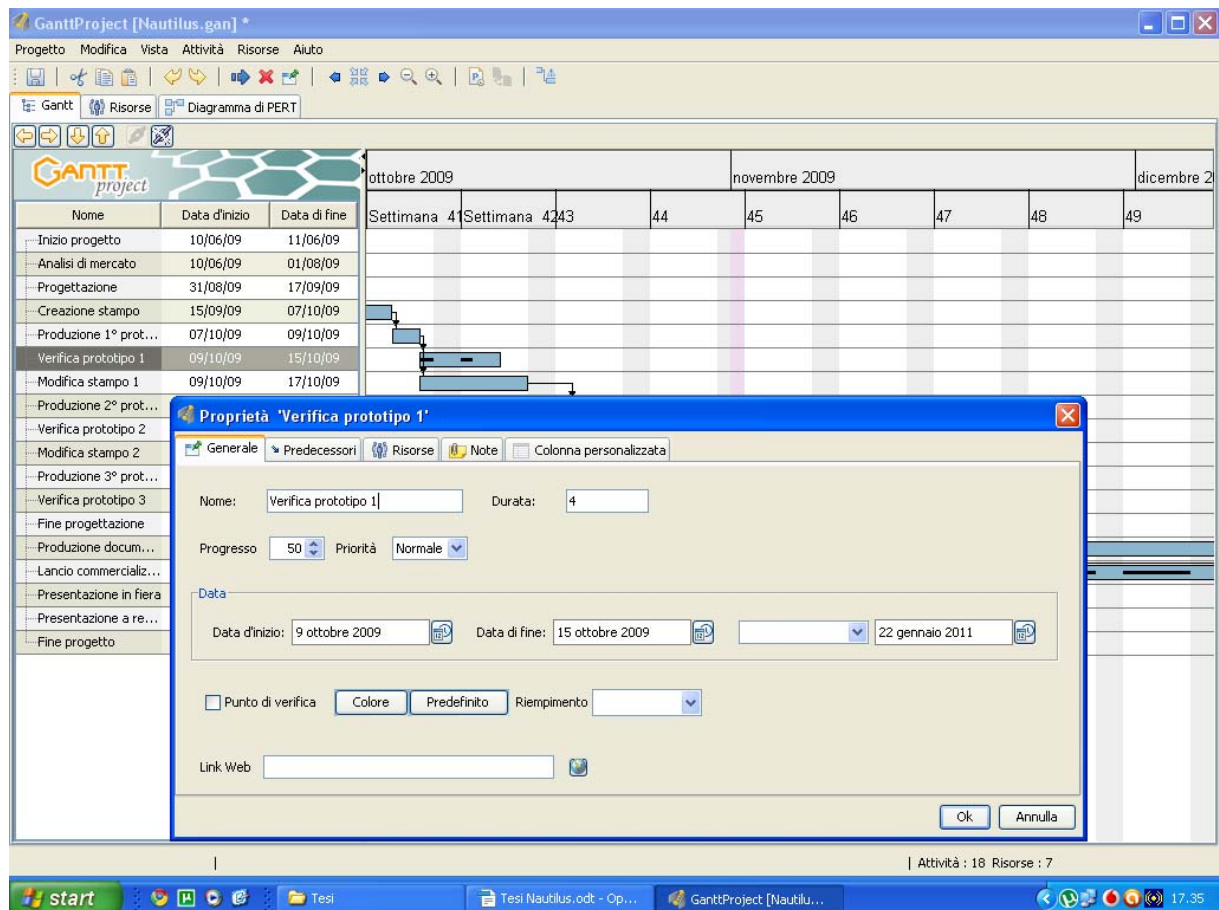 GanttProject [Nautilus.gan] *
Progetto Modifica Vista Attività Risorse Aiuto
Gantt Risorse Diagramma di PERT
GANTT project
ottobre 2009 novembre 2009 dicembre 2
Nome Data d'inizio Data di fine Settimana 41 Settimana 42 43 44 45 46 47 48 49
Inizio progetto 10/06/09 11/06/09
Analisi di mercato 10/06/09 01/08/09
Progettazione 31/08/09 17/09/09
Creazione stampo 15/09/09 07/10/09
Produzione 1° prot... 07/10/09 09/10/09
Verifica prototipo 1 09/10/09 15/10/09
Modifica stampo 1 09/10/09 17/10/09
Produzione 2° prot...
Verifica prototipo 2
Modifica stampo 2
Produzione 3° prot...
Verifica prototipo 3
Fine progettazione
Produzione docum...
Lancio commercializ...
Presentazione in fiera
Presentazione a re...
Fine progetto
Proprietà 'Verifica prototipo 1'
Generale Predecessori Risorse Note Colonna personalizzata
Nome: Verifica prototipo 1 Durata: 4
Progresso 50 Priorità Normale
Data
Data d'inizio: 9 ottobre 2009 Data di fine: 15 ottobre 2009 22 gennaio 2011
Punto di verifica Colore Predefinito Riempimento
Link Web
Ok Annulla
Attività : 18 Risorse : 7
start Tesi Tesi Nautilus.odt - Op... GanttProject [Nautilu... 17.35